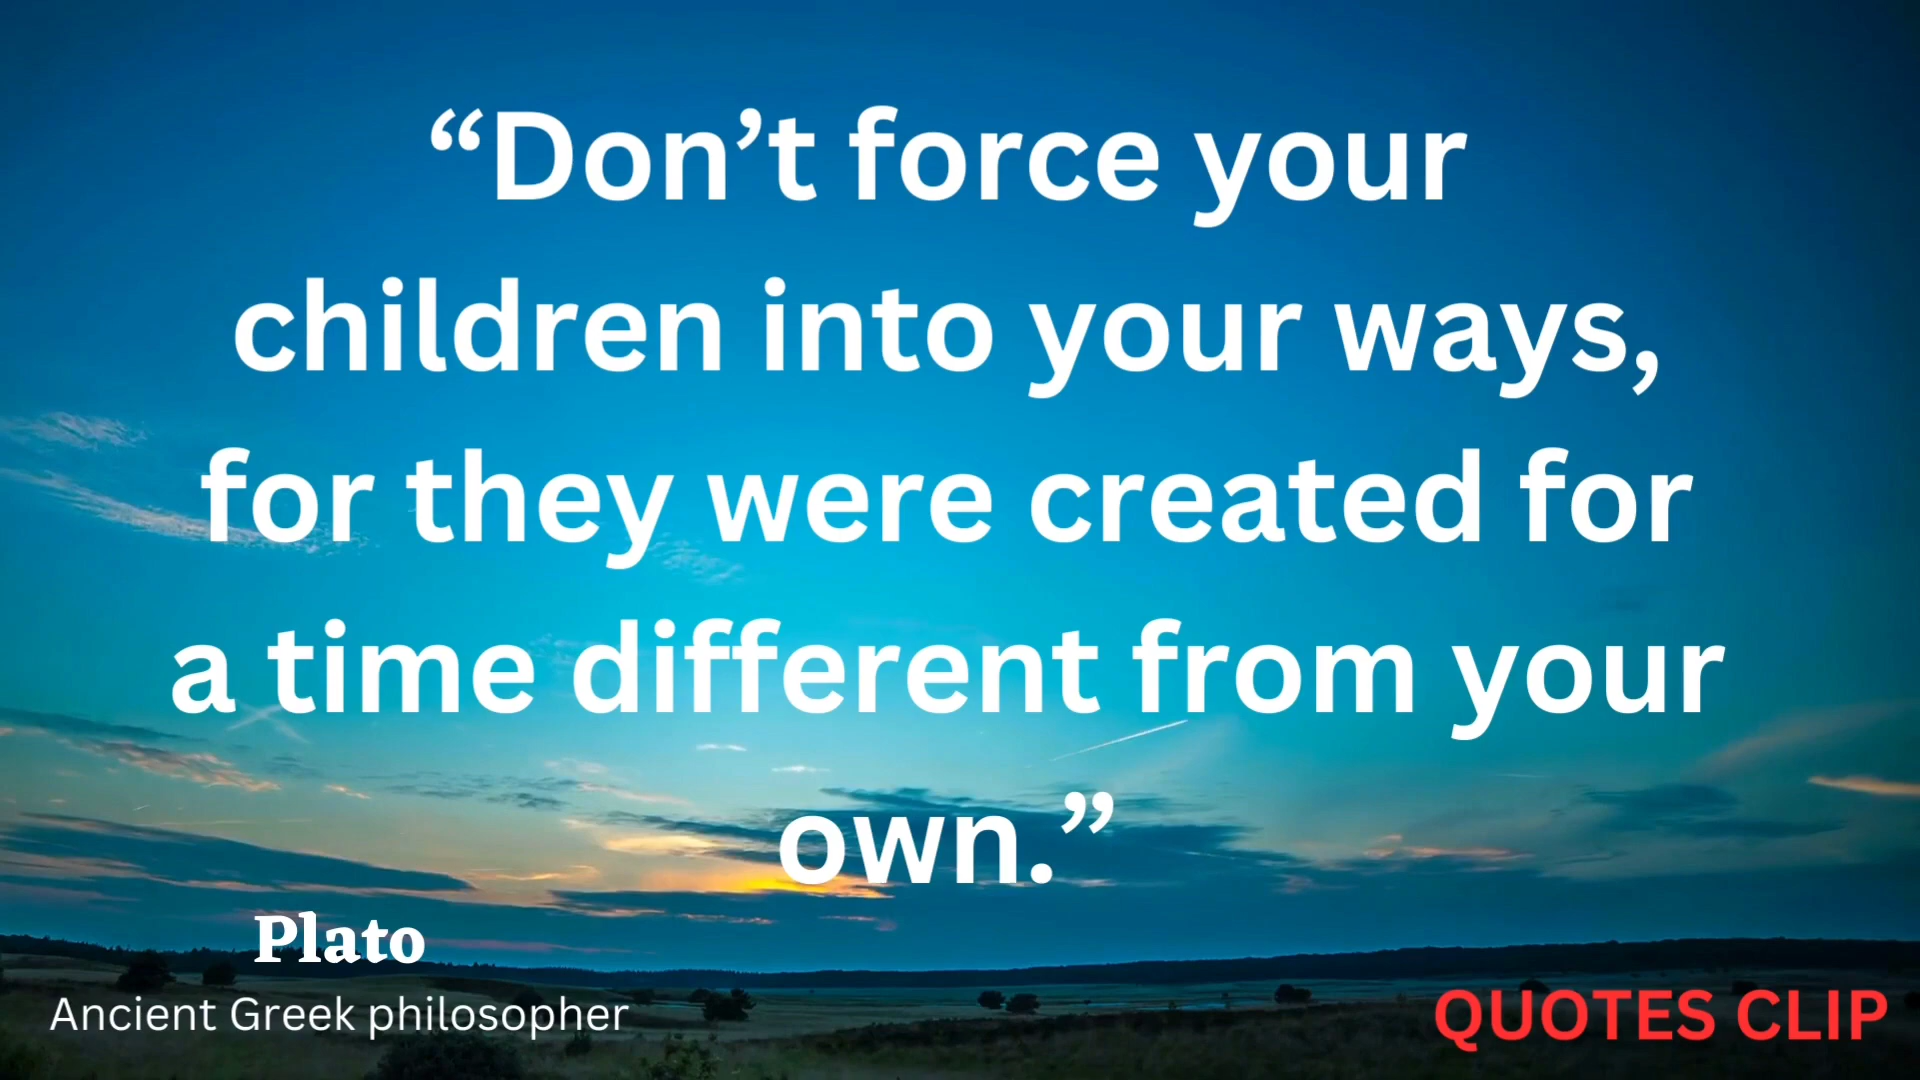 “Don’t force your
children into your ways,
for they were created for
a time different from your
own.”
Plato
Ancient Greek philosopher
QUOTES CLIP